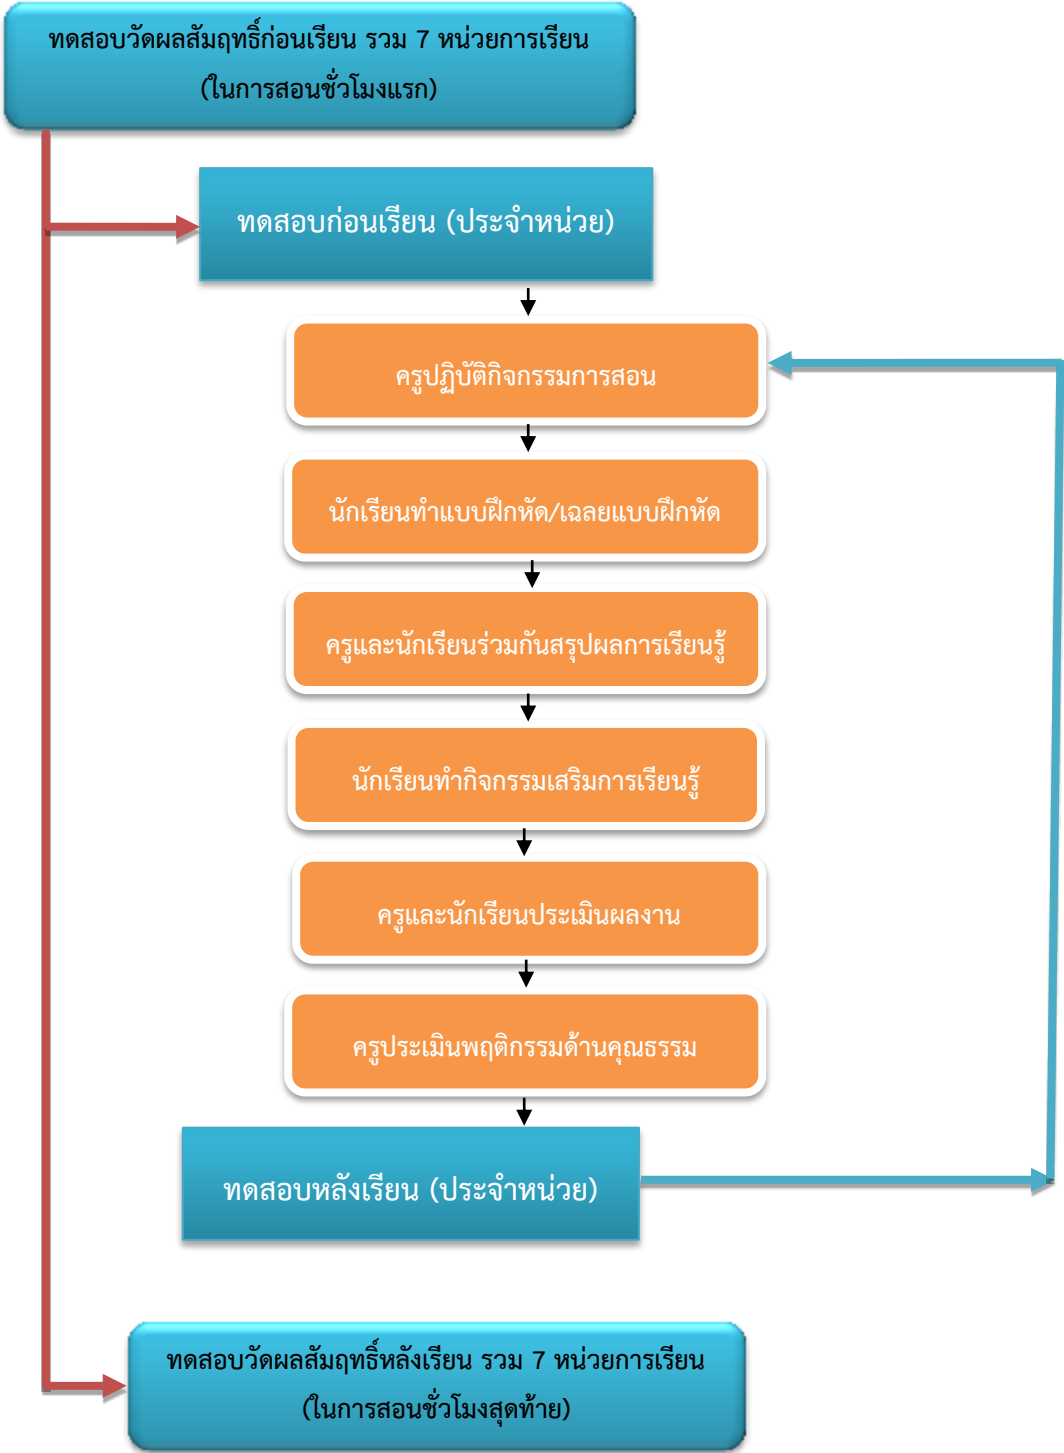 ทดสอบวัดผลสัมฤทธิ์ก่อนเรียน รวม 7 หน่วยการเรียน
(ในการสอนชั่วโมงแรก)
ทดสอบก่อนเรียน (ประจำหน่วย)
ครูปฏิบัติกิจกรรมการสอน
นักเรียนทำแบบฝึกหัด/เฉลยแบบฝึกหัด
ครูและนักเรียนร่วมกันสรุปผลการเรียนรู้
นักเรียนทำกิจกรรมเสริมการเรียนรู้
ครูและนักเรียนประเมินผลงาน
ครูประเมินพฤติกรรมด้านคุณธรรม
ทดสอบหลังเรียน (ประจำหน่วย)
ทดสอบวัดผลสัมฤทธิ์หลังเรียน รวม 7 หน่วยการเรียน
(ในการสอนชั่วโมงสุดท้าย)